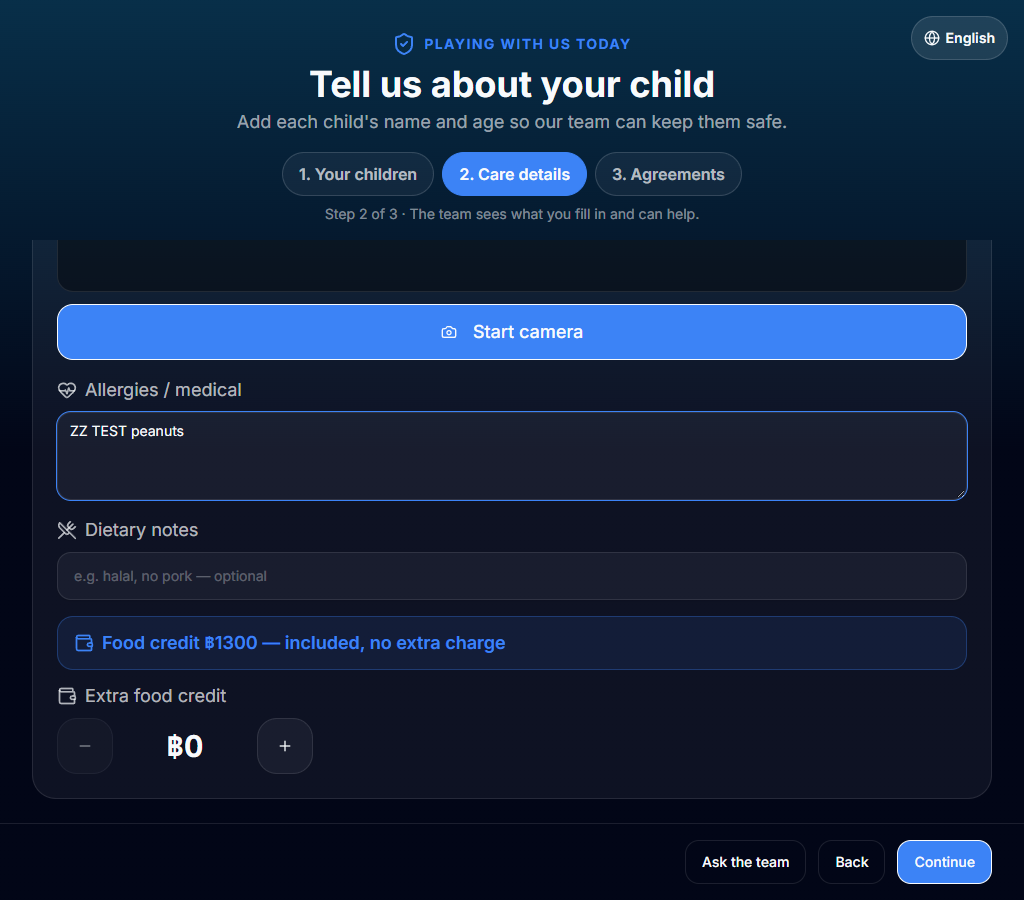 PLAYING WITH US TODAY
English
Tell us about your child
Add each child's name and age so our team can keep them safe.
1. Your children
2. Care details
3. Agreements
Step 2 of 3 · The team sees what you fill in and can help.
Start camera
Allergies / medical
ZZ TEST peanuts
Dietary notes
e.g. halal, no pork — optional
Food credit ฿1300 — included, no extra charge
Extra food credit
− ฿0 +
Ask the team
Back
Continue